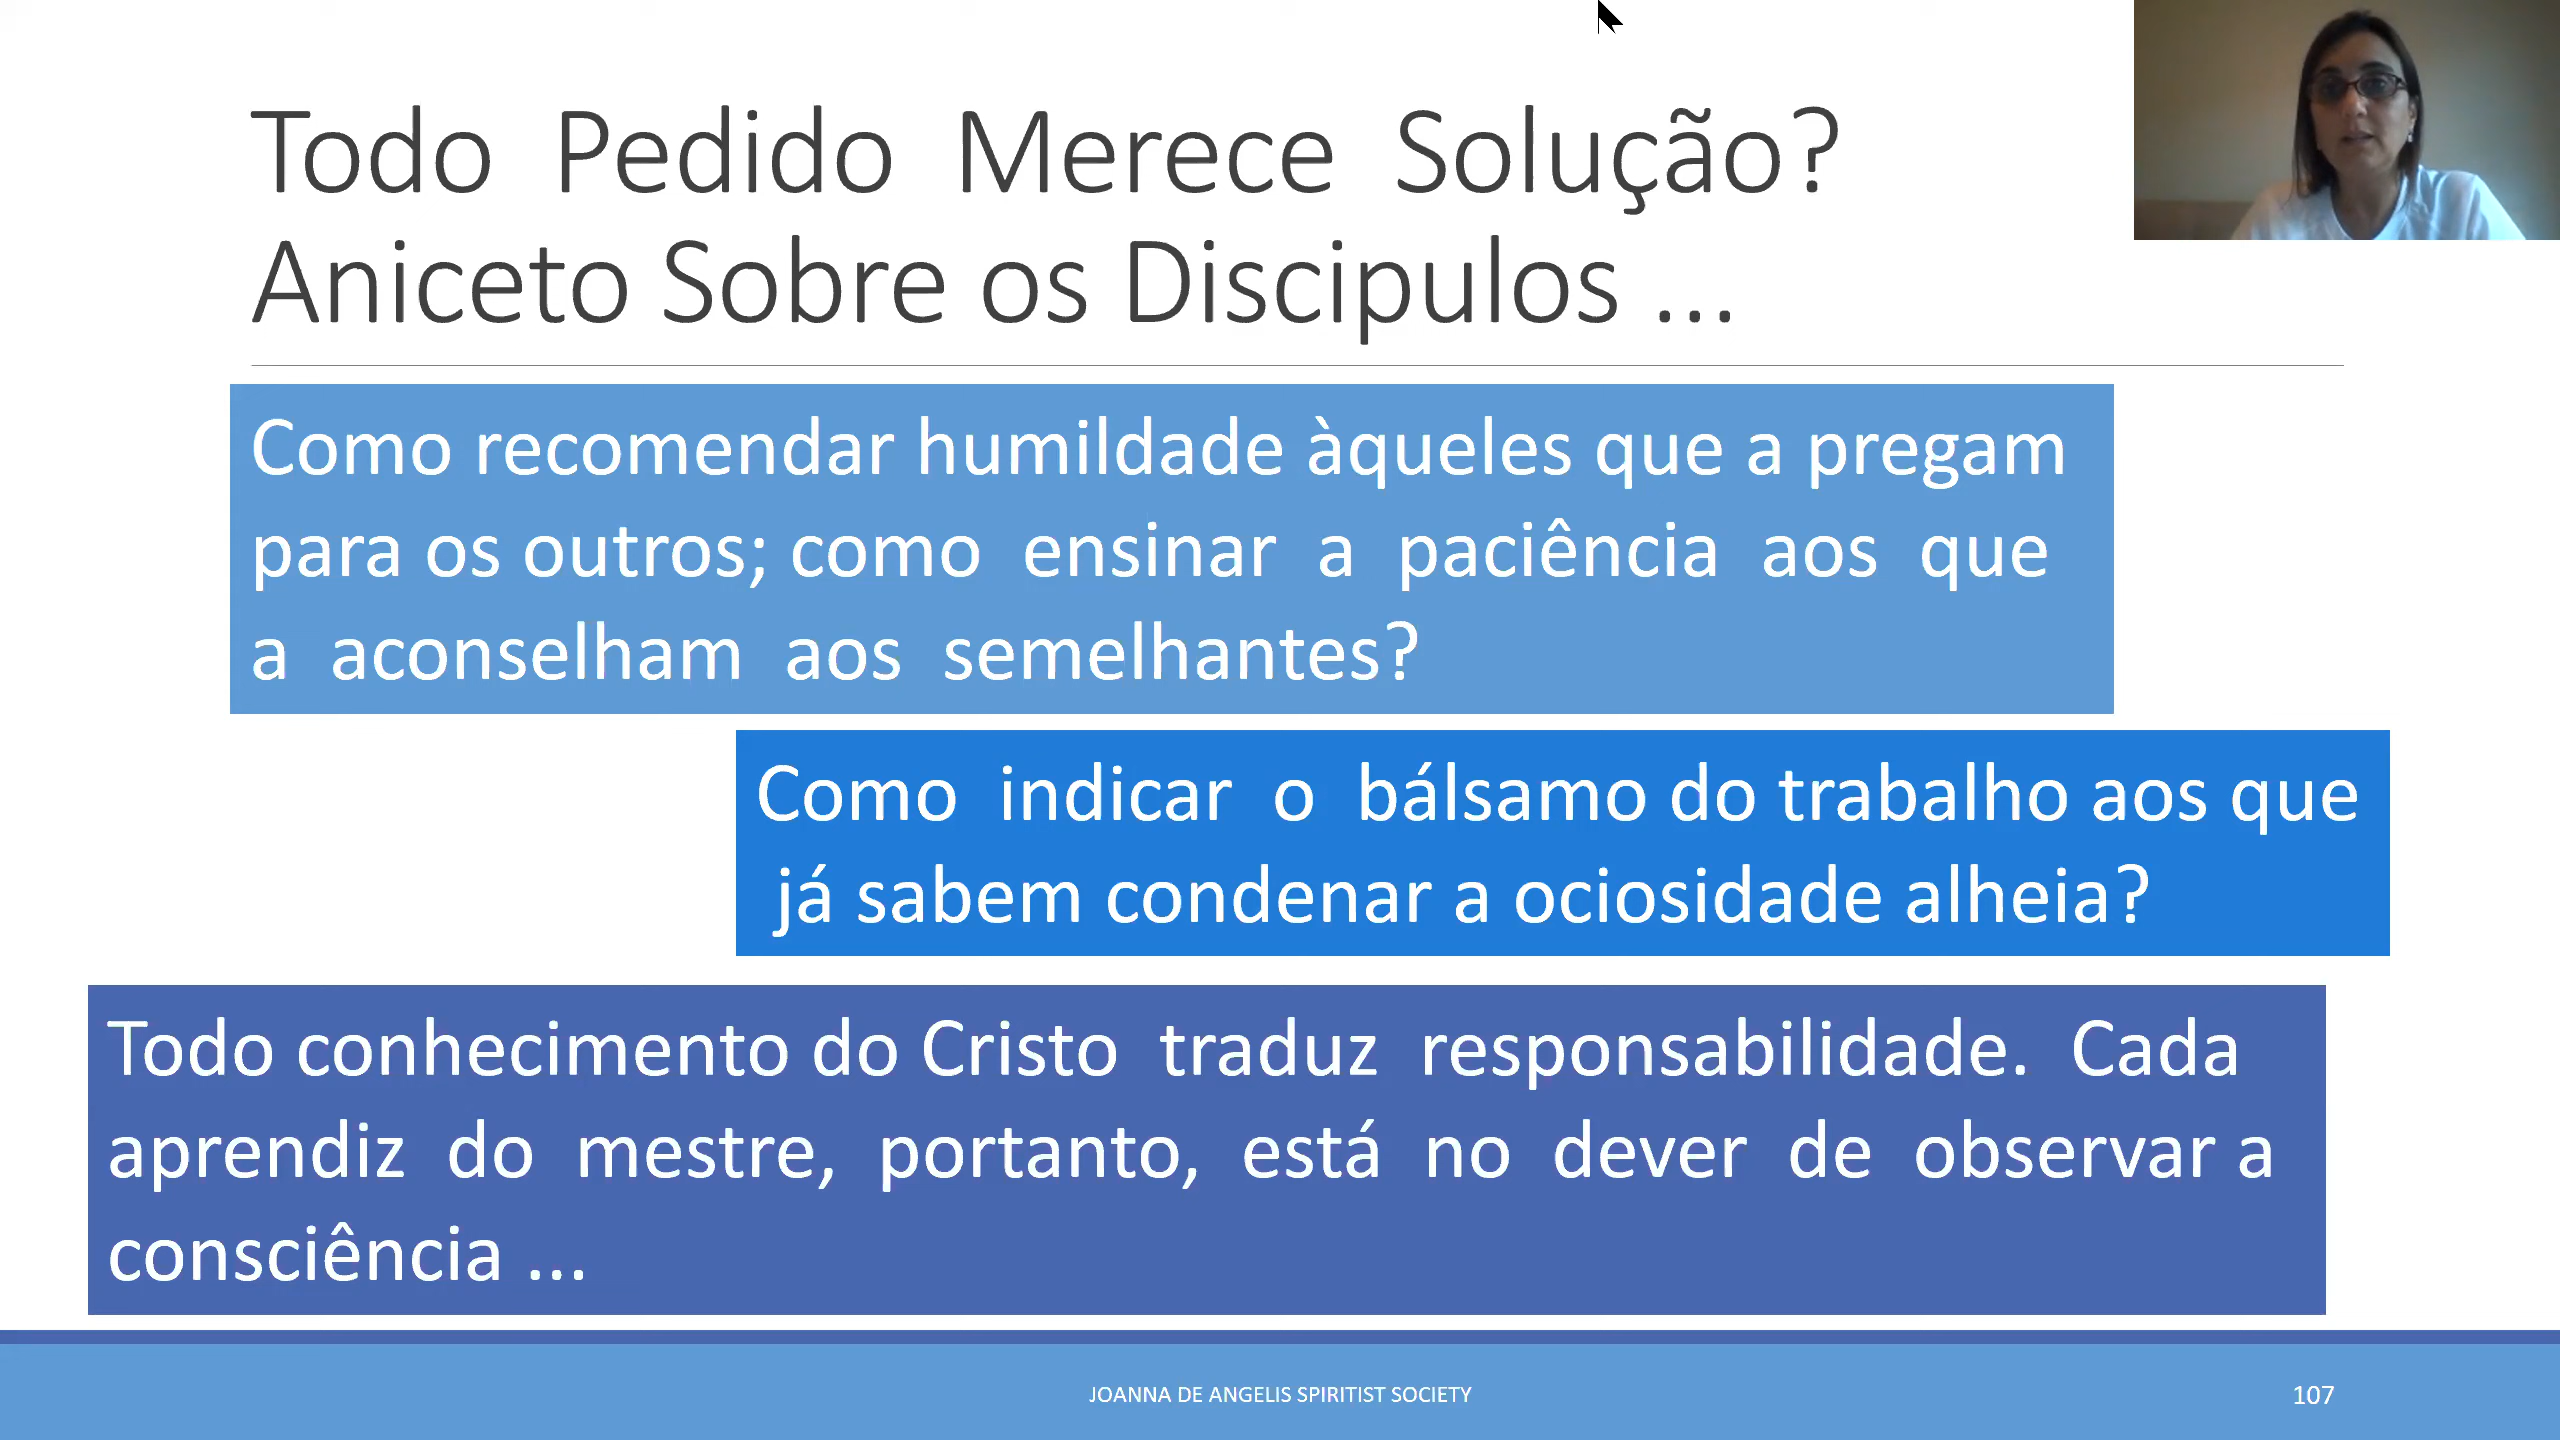 Todo Pedido Merece Solução?
Aniceto Sobre os Discipulos ...
Como recomendar humildade àqueles que a pregam
para os outros; como ensinar a paciência aos que
a aconselham aos semelhantes?
Como indicar o bálsamo do trabalho aos que
já sabem condenar a ociosidade alheia?
Todo conhecimento do Cristo traduz responsabilidade. Cada
aprendiz do mestre, portanto, está no dever de observar a
consciência ...
JOANNA DE ANGELIS SPIRITIST SOCIETY
107